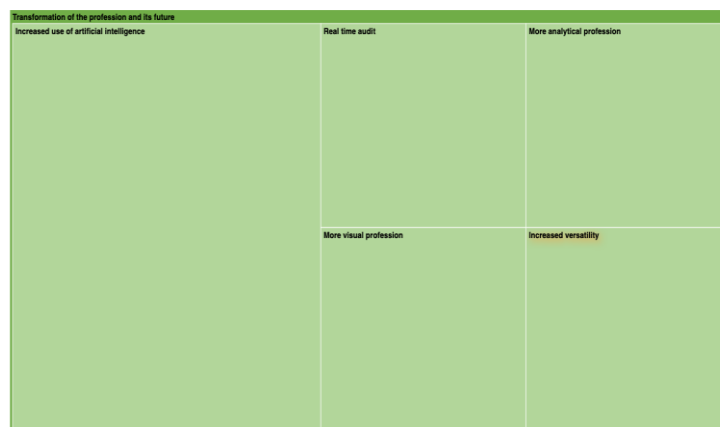 Transformation of the profession and its future
Increased use of artificial intelligence
Real time audit
More analytical profession
More visual profession
Increased versatility